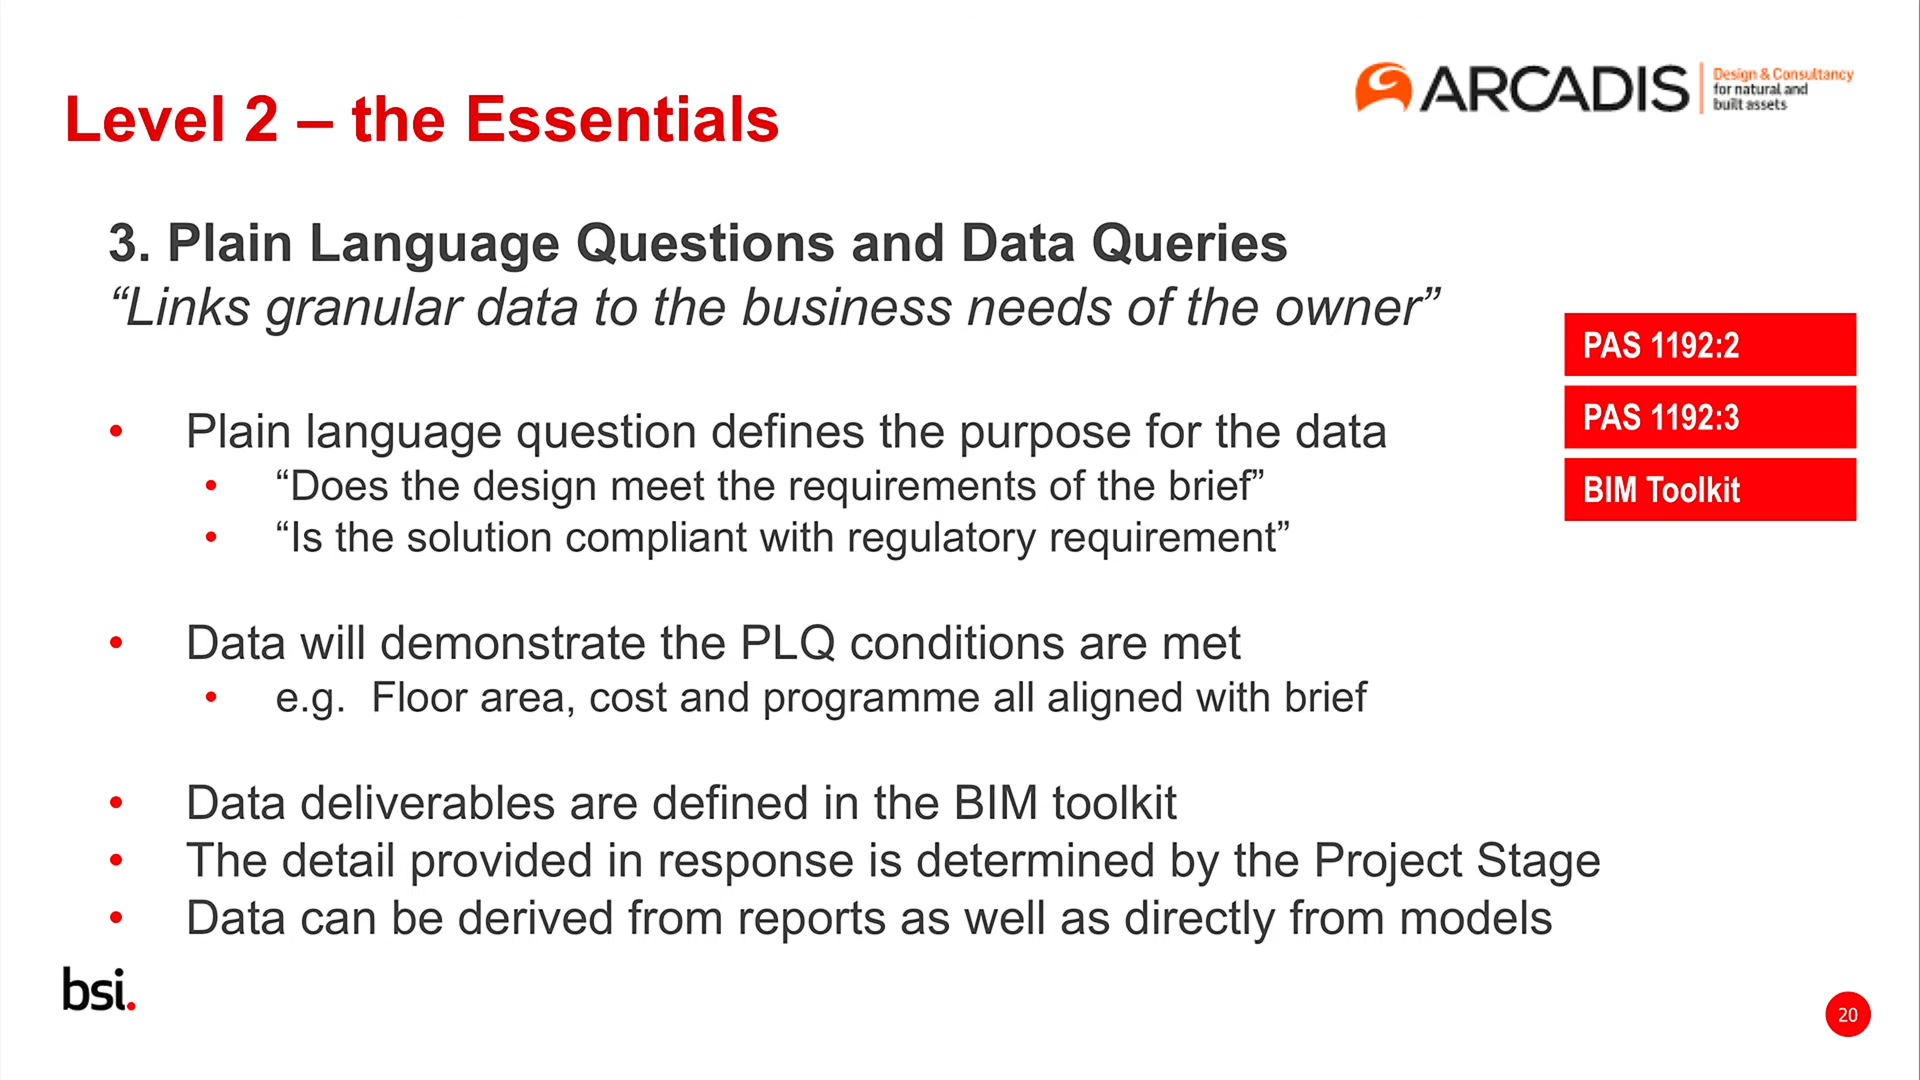 Level 2 – the Essentials
ARCADIS
Design & Consultancy
for natural and
built assets
3. Plain Language Questions and Data Queries
“Links granular data to the business needs of the owner”
PAS 1192:2
PAS 1192:3
BIM Toolkit
• Plain language question defines the purpose for the data
• “Does the design meet the requirements of the brief”
• “Is the solution compliant with regulatory requirement”
• Data will demonstrate the PLQ conditions are met
• e.g. Floor area, cost and programme all aligned with brief
• Data deliverables are defined in the BIM toolkit
• The detail provided in response is determined by the Project Stage
• Data can be derived from reports as well as directly from models
bsi.
20